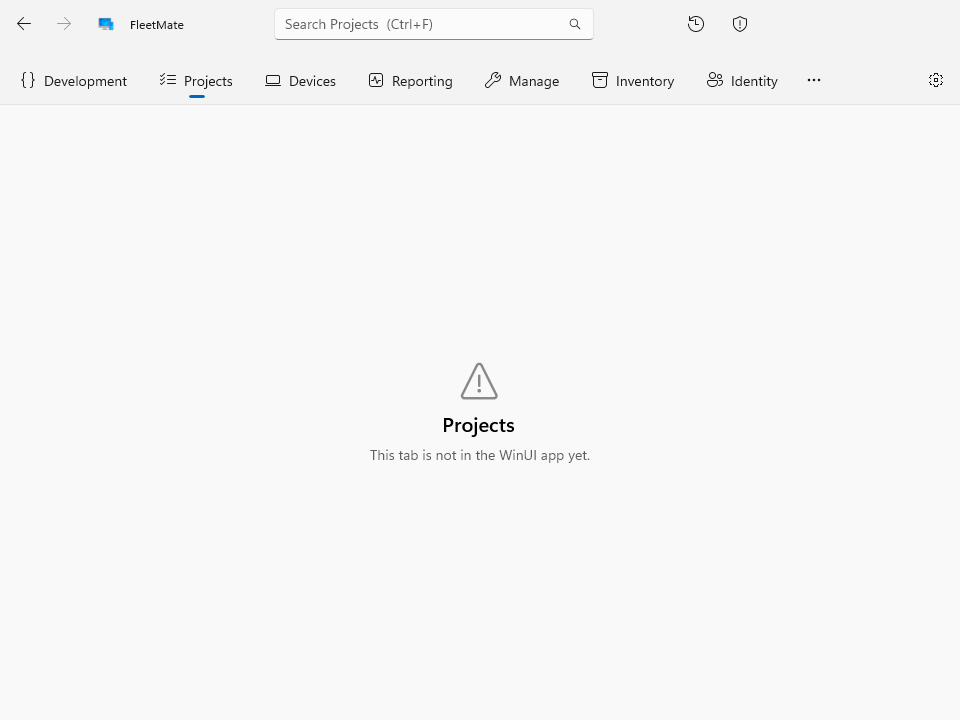 FleetMate
Search Projects (Ctrl+F)
Development
Projects
Devices
Reporting
Manage
Inventory
Identity
Projects
This tab is not in the WinUI app yet.